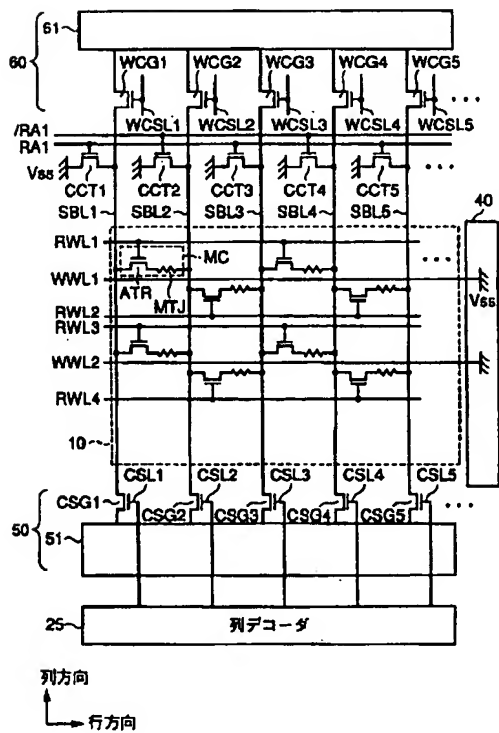 61
60
WCG1 WCG2 WCG3 WCG4 WCG5
WCSL1 WCSL2 WCSL3 WCSL4 WCSL5
/RA1
RA1
Vss
CCT1 CCT2 CCT3 CCT4 CCT5
SBL1 SBL2 SBL3 SBL4 SBL5
40
RWL1
MC
WWL1
ATR
MTJ
Vss
RWL2
RWL3
WWL2
RWL4
10
CSL1 CSL2 CSL3 CSL4 CSL5
CSG1 CSG2 CSG3 CSG4 CSG5
50
51
25
列デコーダ
列方向
行方向